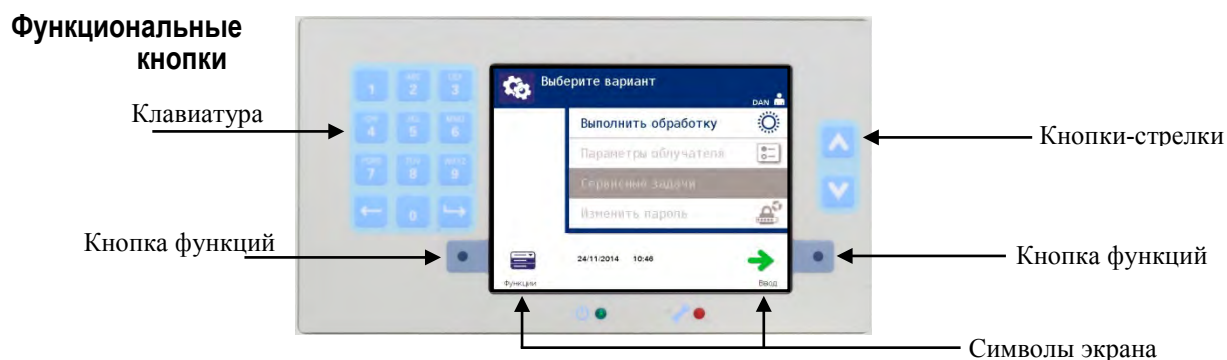 Функциональные
кнопки
Клавиатура
Кнопка функций
1
ABC 2
DEF 3
4
5
6
7
8
9
0
Выберите вариант
DAN
Выполнить обработку
Параметры облучателя
Сервисные задачи
Изменить пароль
24/11/2014 10:46
Функции
Ввод
Кнопки-стрелки
Кнопка функций
Символы экрана